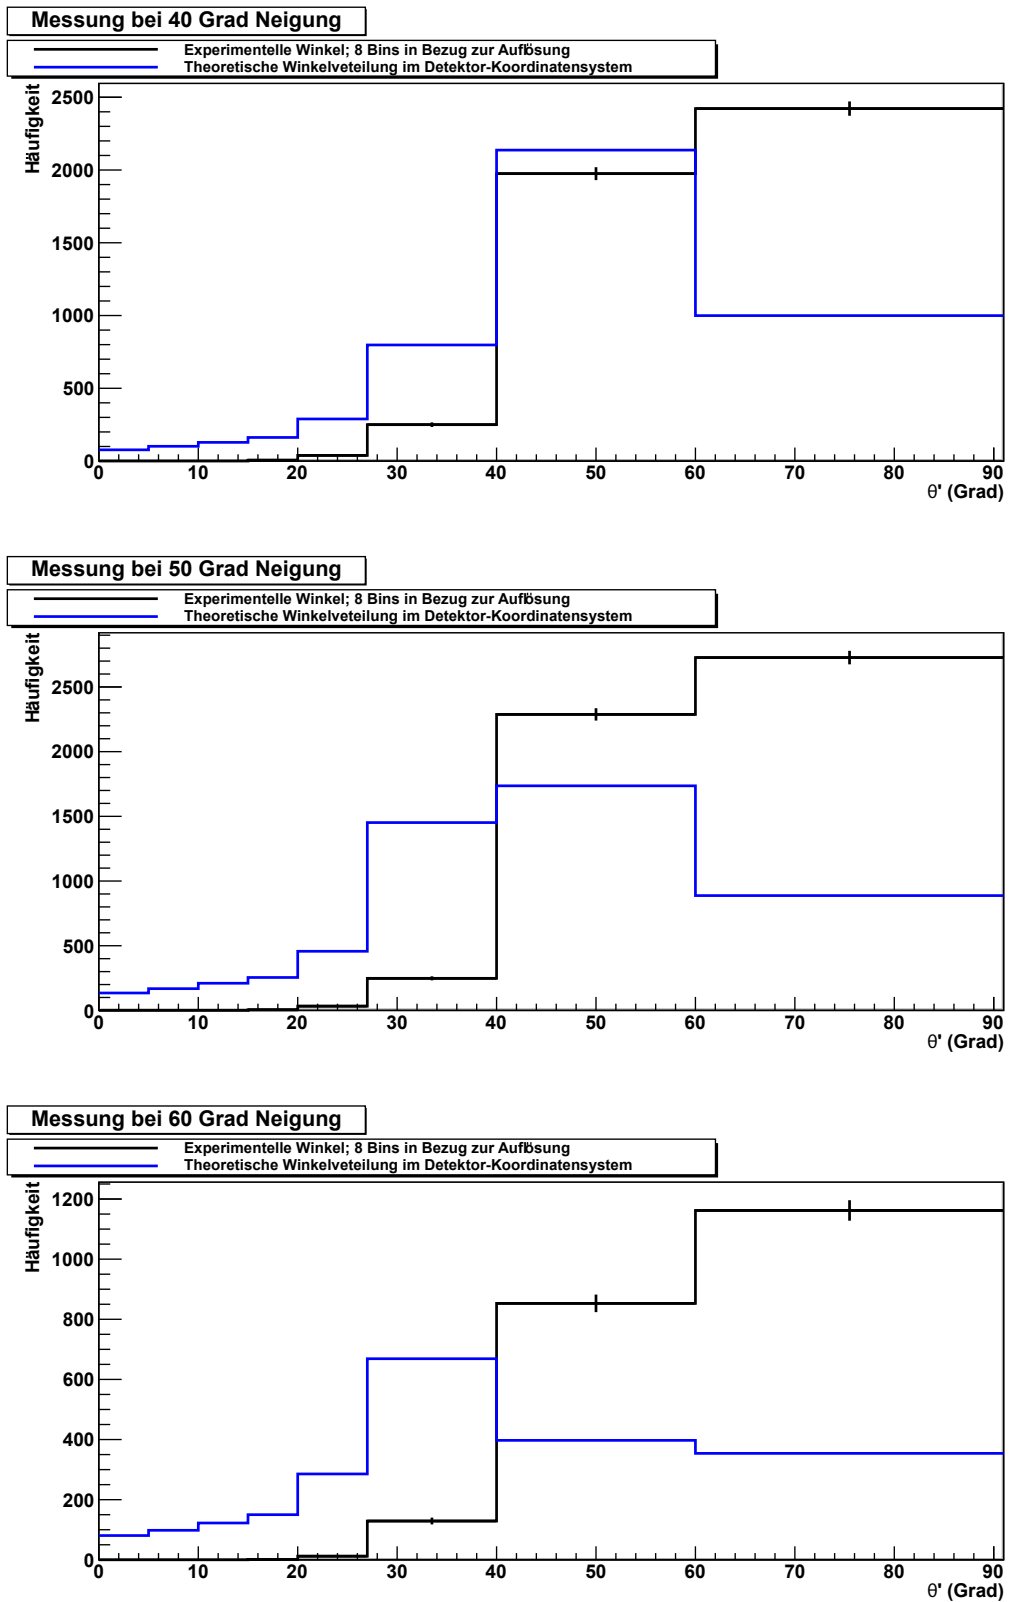 Messung bei 40 Grad Neigung
Experimentelle Winkel; 8 Bins in Bezug zur Auflösung
Theoretische Winkelveteilung im Detektor-Koordinatensystem
Häufigkeit
2500
2000
1500
1000
500
0
0 10 20 30 40 50 60 70 80 90
θ' (Grad)
Messung bei 50 Grad Neigung
Experimentelle Winkel; 8 Bins in Bezug zur Auflösung
Theoretische Winkelveteilung im Detektor-Koordinatensystem
Häufigkeit
2500
2000
1500
1000
500
0
0 10 20 30 40 50 60 70 80 90
θ' (Grad)
Messung bei 60 Grad Neigung
Experimentelle Winkel; 8 Bins in Bezug zur Auflösung
Theoretische Winkelveteilung im Detektor-Koordinatensystem
Häufigkeit
1200
1000
800
600
400
200
0
0 10 20 30 40 50 60 70 80 90
θ' (Grad)